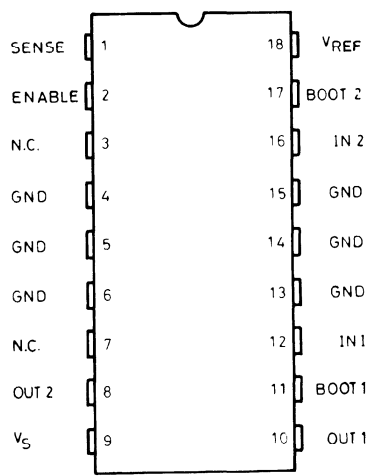 SENSE 1 18 VREF
ENABLE 2 17 BOOT 2
N.C. 3 16 IN 2
GND 4 15 GND
GND 5 14 GND
GND 6 13 GND
N.C. 7 12 IN 1
OUT 2 8 11 BOOT 1
VS 9 10 OUT 1